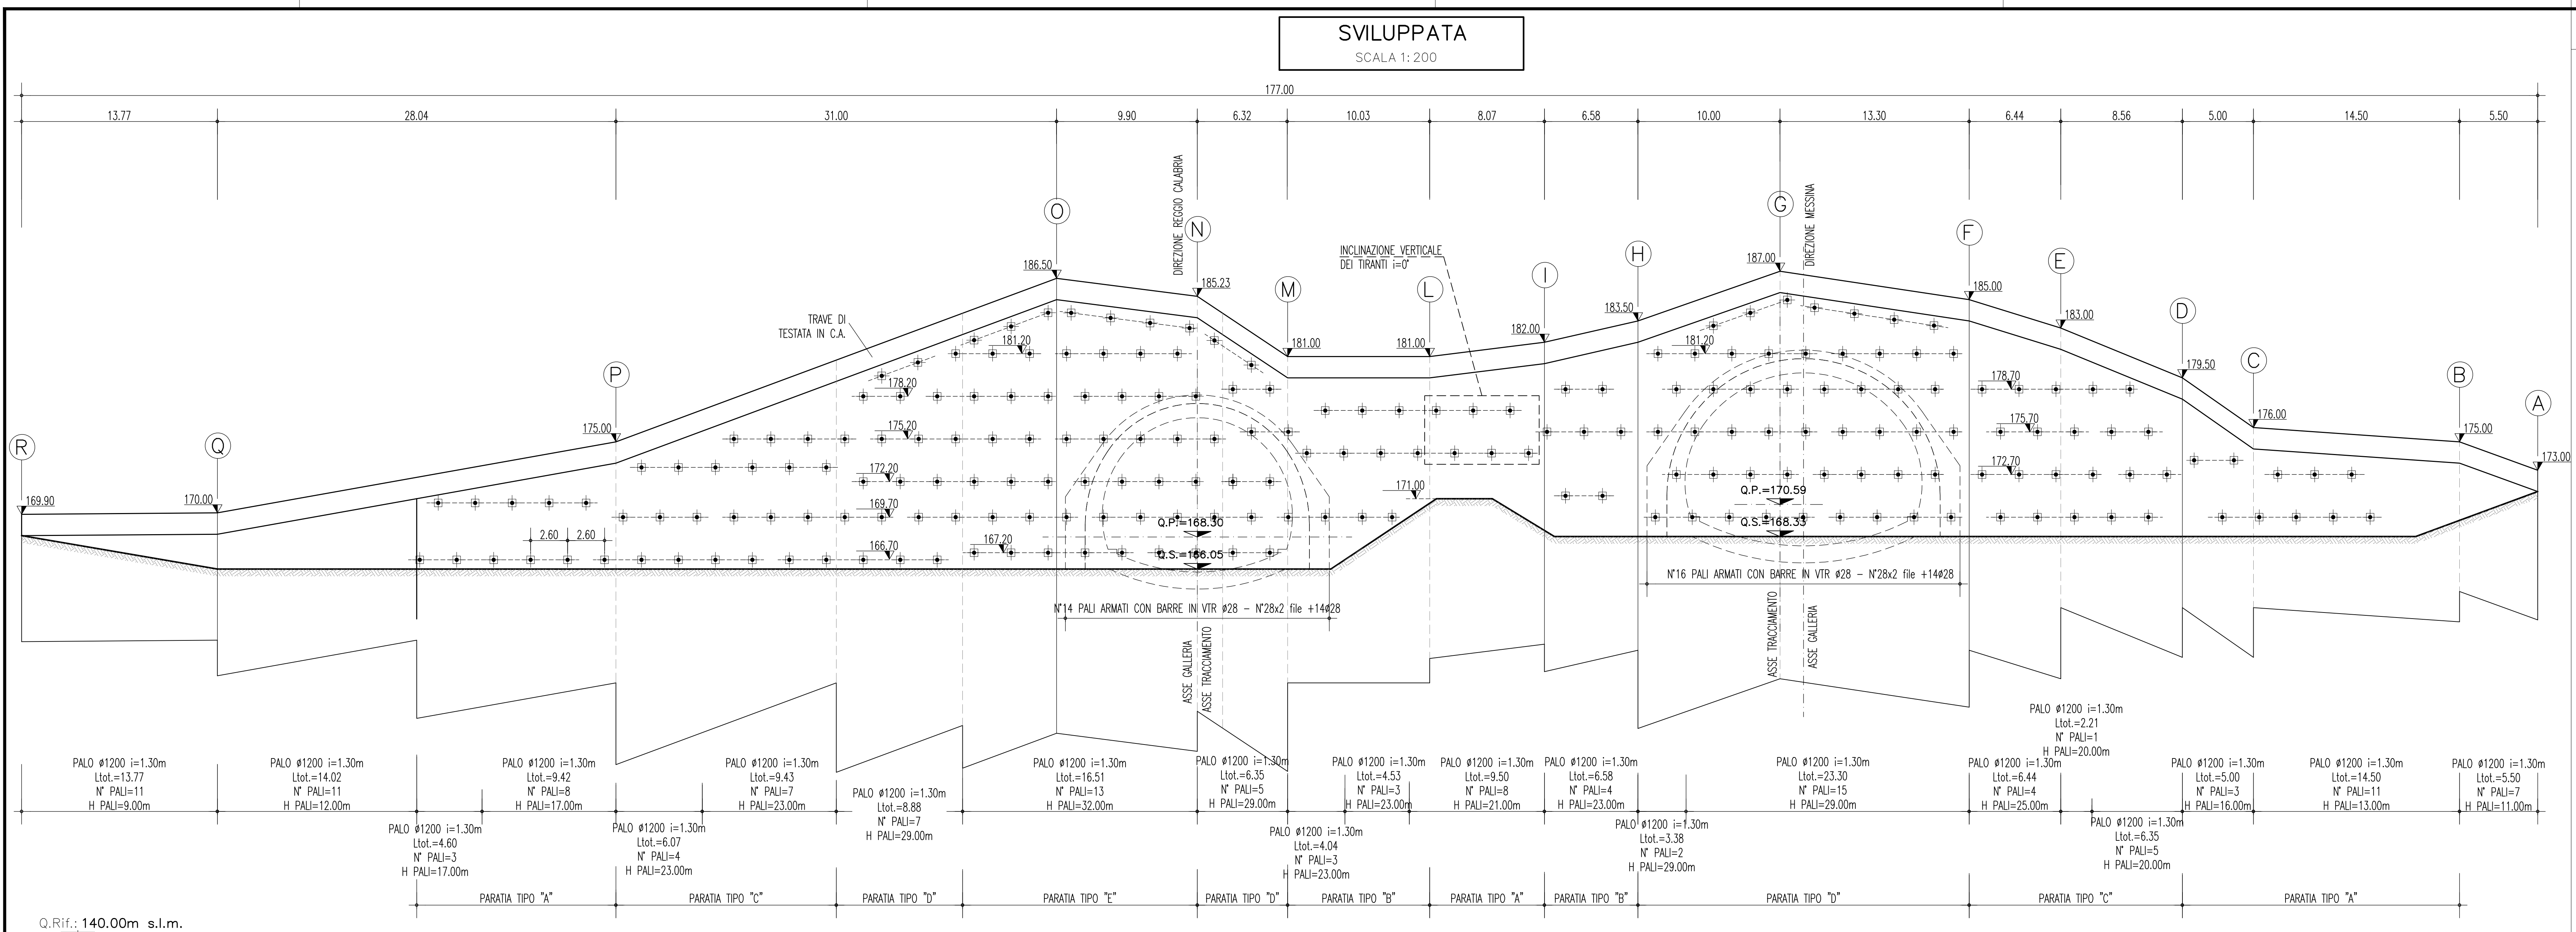 SVILUPPATA
SCALA 1:200
177.00
13.77
28.04
31.00
9.90
6.32
10.03
8.07
6.58
10.00
13.30
6.44
8.56
5.00
14.50
5.50
DIREZIONE REGGIO CALABRIA
DIREZIONE MESSINA
R
Q
P
O
N
M
L
I
H
G
F
E
D
C
B
A
INCLINAZIONE VERTICALE
DEI TIRANTI i=0°
TRAVE DI
TESTATA IN C.A.
169.90
170.00
175.00
186.50
185.23
181.00
181.00
182.00
183.50
187.00
185.00
183.00
179.50
176.00
175.00
173.00
181.20
178.20
175.20
172.20
169.70
166.70
167.20
171.00
181.20
178.70
175.70
172.70
2.60
2.60
Q.P.=168.30
Q.S.=166.05
Q.P.=170.59
Q.S.=168.33
N°14 PALI ARMATI CON BARRE IN VTR ø28 – N°28x2 file +14ø28
N°16 PALI ARMATI CON BARRE IN VTR ø28 – N°28x2 file +14ø28
ASSE GALLERIA
ASSE TRACCIAMENTO
ASSE TRACCIAMENTO
ASSE GALLERIA
PALO ø1200 i=1.30m
Ltot.=13.77
N° PALI=11
H PALI=9.00m
PALO ø1200 i=1.30m
Ltot.=14.02
N° PALI=11
H PALI=12.00m
PALO ø1200 i=1.30m
Ltot.=4.60
N° PALI=3
H PALI=17.00m
PALO ø1200 i=1.30m
Ltot.=9.42
N° PALI=8
H PALI=17.00m
PALO ø1200 i=1.30m
Ltot.=6.07
N° PALI=4
H PALI=23.00m
PALO ø1200 i=1.30m
Ltot.=9.43
N° PALI=7
H PALI=23.00m
PALO ø1200 i=1.30m
Ltot.=8.88
N° PALI=7
H PALI=29.00m
PALO ø1200 i=1.30m
Ltot.=16.51
N° PALI=13
H PALI=32.00m
PALO ø1200 i=1.30m
Ltot.=6.35
N° PALI=5
H PALI=29.00m
PALO ø1200 i=1.30m
Ltot.=4.04
N° PALI=3
H PALI=23.00m
PALO ø1200 i=1.30m
Ltot.=4.53
N° PALI=3
H PALI=23.00m
PALO ø1200 i=1.30m
Ltot.=9.50
N° PALI=8
H PALI=21.00m
PALO ø1200 i=1.30m
Ltot.=6.58
N° PALI=4
H PALI=23.00m
PALO ø1200 i=1.30m
Ltot.=3.38
N° PALI=2
H PALI=29.00m
PALO ø1200 i=1.30m
Ltot.=23.30
N° PALI=15
H PALI=29.00m
PALO ø1200 i=1.30m
Ltot.=6.44
N° PALI=4
H PALI=25.00m
PALO ø1200 i=1.30m
Ltot.=2.21
N° PALI=1
H PALI=20.00m
PALO ø1200 i=1.30m
Ltot.=6.35
N° PALI=5
H PALI=20.00m
PALO ø1200 i=1.30m
Ltot.=5.00
N° PALI=3
H PALI=16.00m
PALO ø1200 i=1.30m
Ltot.=14.50
N° PALI=11
H PALI=13.00m
PALO ø1200 i=1.30m
Ltot.=5.50
N° PALI=7
H PALI=11.00m
PARATIA TIPO "A"
PARATIA TIPO "C"
PARATIA TIPO "D"
PARATIA TIPO "E"
PARATIA TIPO "D"
PARATIA TIPO "B"
PARATIA TIPO "A"
PARATIA TIPO "B"
PARATIA TIPO "D"
PARATIA TIPO "C"
PARATIA TIPO "A"
Q.Rif.: 140.00m s.l.m.